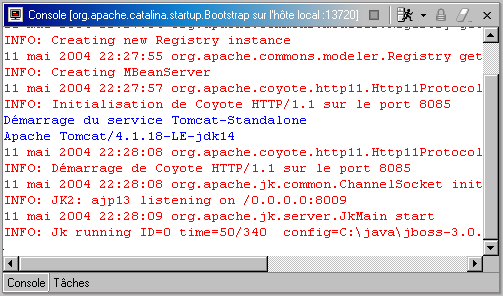 Console [org.apache.catalina.startup.Bootstrap sur l'hôte local :13720]
INFO: Creating new Registry instance
11 mai 2004 22:27:55 org.apache.commons.modeler.Registry get
INFO: Creating MBeanServer
11 mai 2004 22:27:57 org.apache.coyote.http11.Http11Protocol
INFO: Initialisation de Coyote HTTP/1.1 sur le port 8085
Démarrage du service Tomcat-Standalone
Apache Tomcat/4.1.18-LE-jdk14
11 mai 2004 22:28:08 org.apache.coyote.http11.Http11Protocol
INFO: Démarrage de Coyote HTTP/1.1 sur le port 8085
11 mai 2004 22:28:08 org.apache.jk.common.ChannelSocket init
INFO: JK2: ajp13 listening on /0.0.0.0:8009
11 mai 2004 22:28:09 org.apache.jk.server.JkMain start
INFO: Jk running ID=0 time=50/340 config=C:\java\jboss-3.0.
Console Tâches